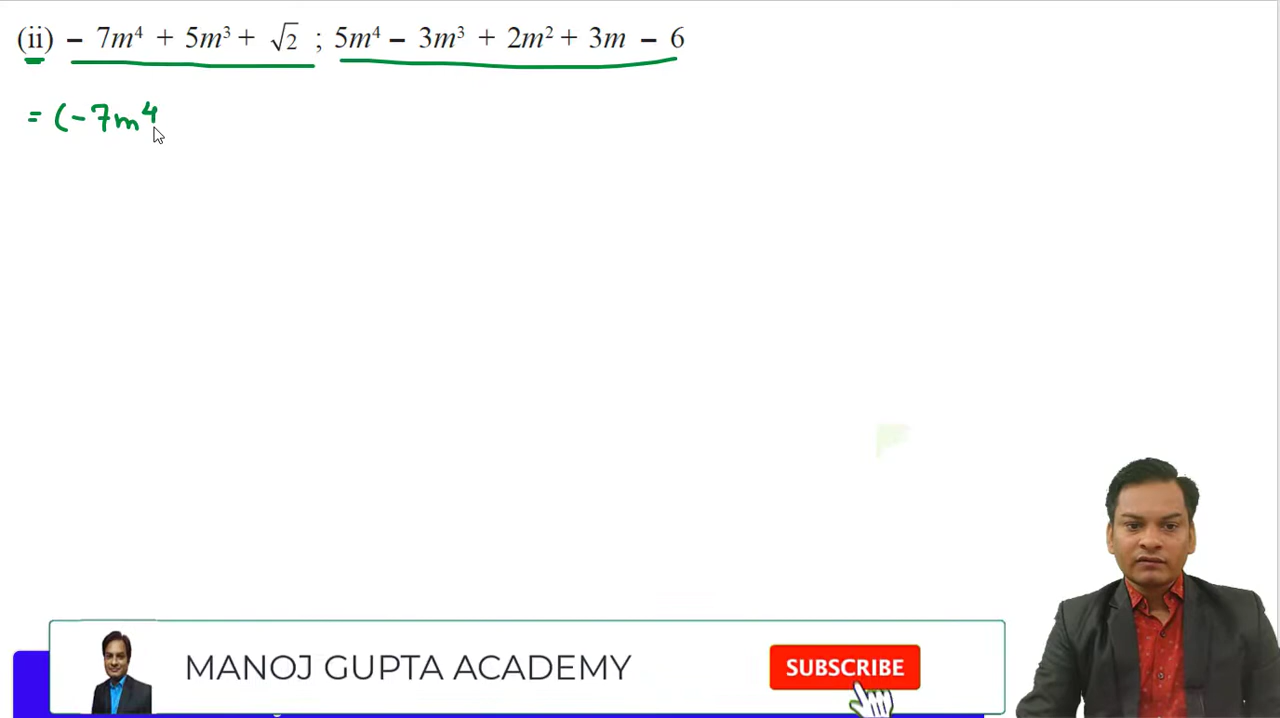 (ii) – 7m⁴ + 5m³ + √2 ; 5m⁴ – 3m³ + 2m² + 3m – 6
= (-7m⁴
MANOJ GUPTA ACADEMY
SUBSCRIBE